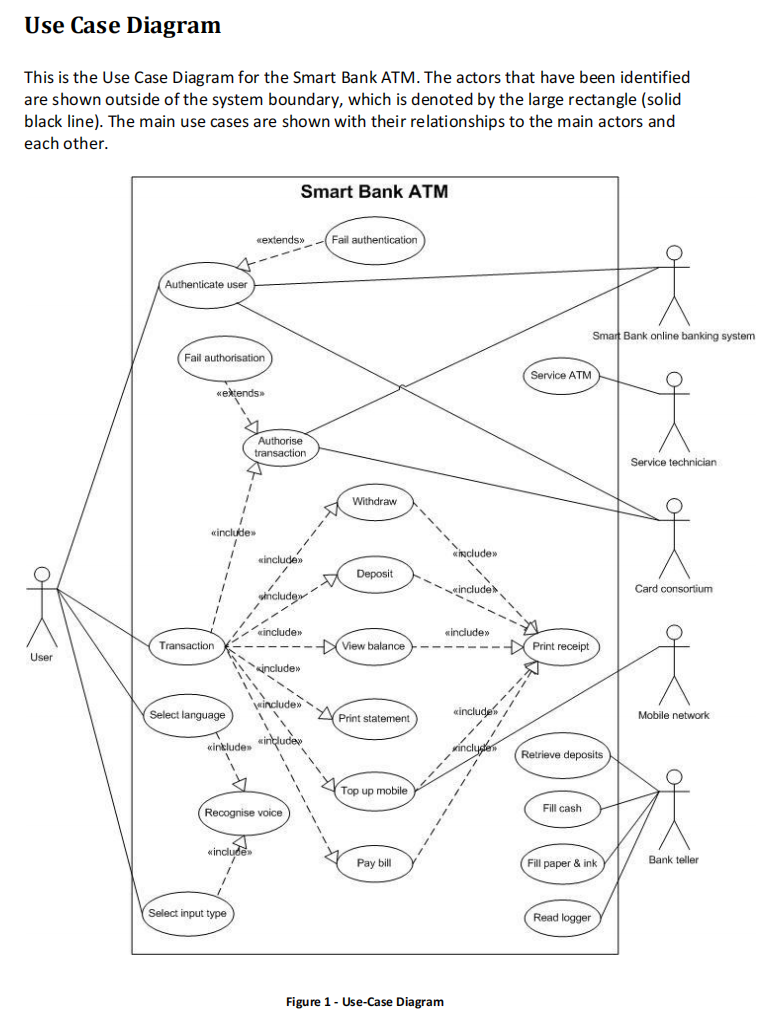 Use Case Diagram
This is the Use Case Diagram for the Smart Bank ATM. The actors that have been identified
are shown outside of the system boundary, which is denoted by the large rectangle (solid
black line). The main use cases are shown with their relationships to the main actors and
each other.
Smart Bank ATM
«extends»
Fail authentication
Authenticate user
Smart Bank online banking system
Fail authorisation
Service ATM
«extends»
Authorise
transaction
Service technician
Withdraw
«include»
«include»
«include»
Deposit
Card consortium
«include»
«include»
User
Transaction
«include»
View balance
«include»
Print receipt
«include»
Select language
«include»
Print statement
«include»
Mobile network
«include»
«include»
«include»
Retrieve deposits
Top up mobile
Recognise voice
Fill cash
«include»
Pay bill
Fill paper & ink
Bank teller
Select input type
Read logger
Figure 1 - Use-Case Diagram